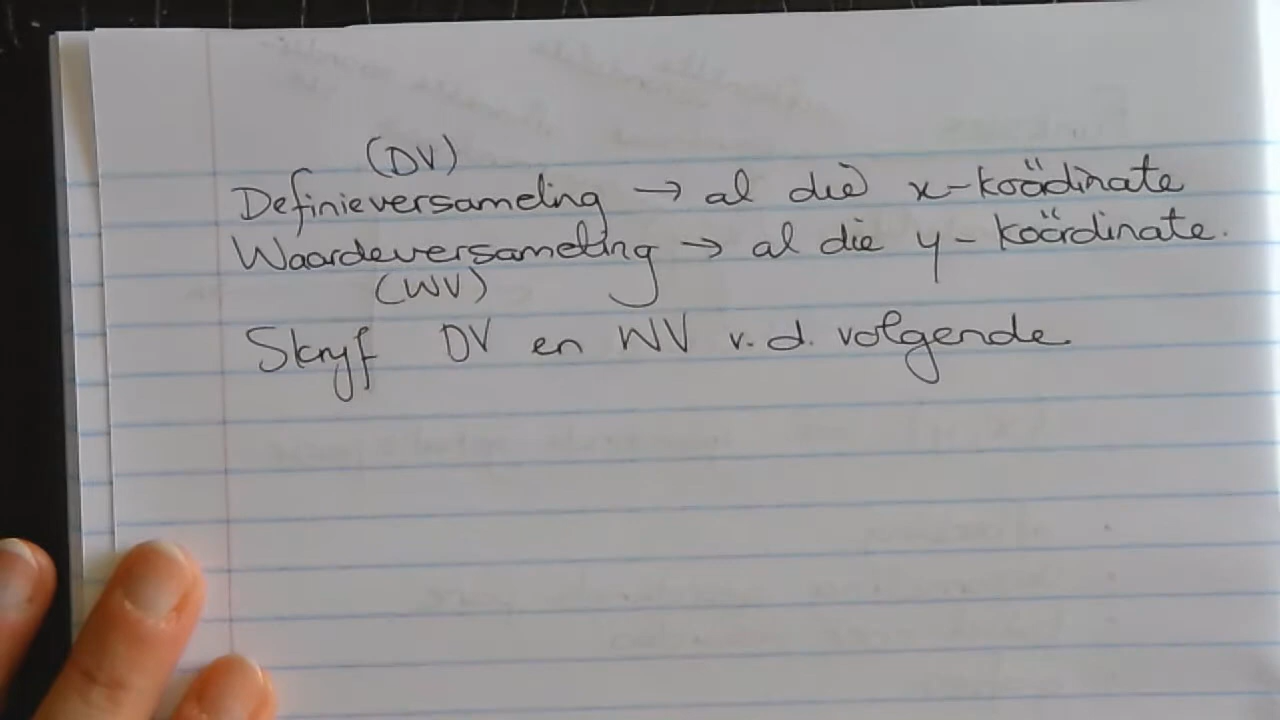 (DV)
Definieversameling → al die x-koördinate
Waardeversameling → al die y-koördinate.
(WV)
Skryf DV en WV v.d. volgende